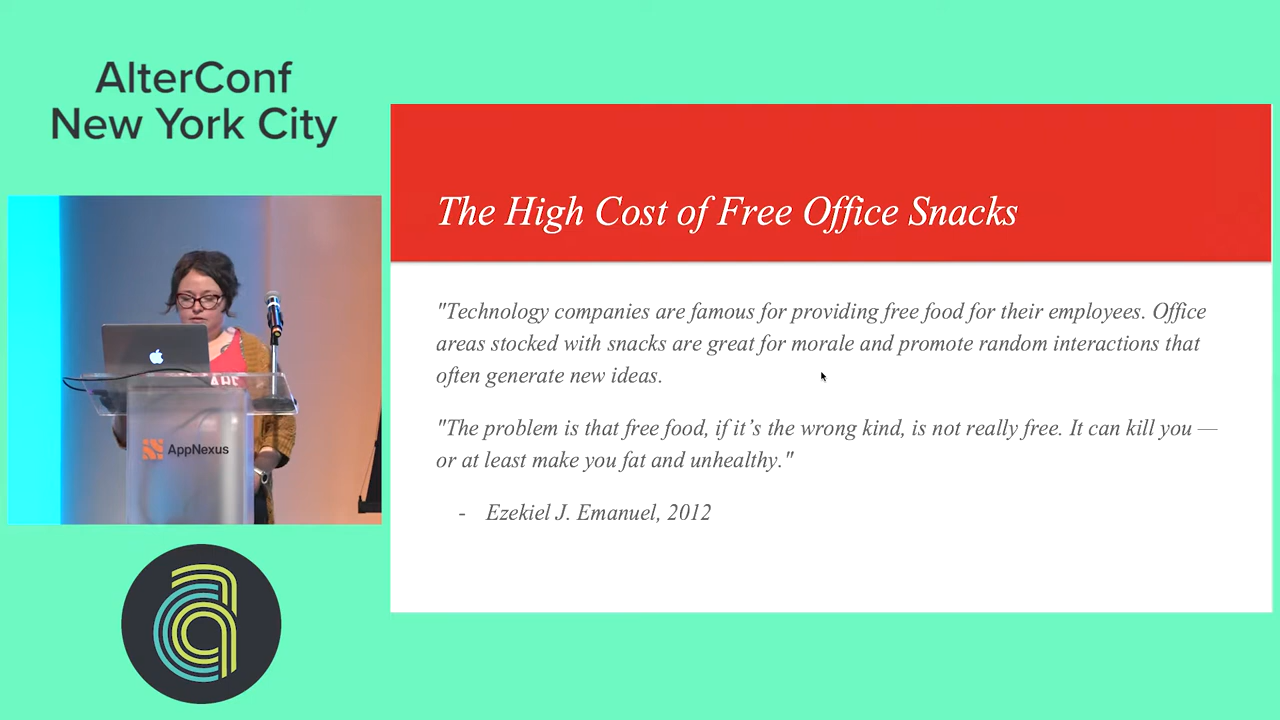 AlterConf
New York City
The High Cost of Free Office Snacks
"Technology companies are famous for providing free food for their employees. Office
areas stocked with snacks are great for morale and promote random interactions that
often generate new ideas.
"The problem is that free food, if it’s the wrong kind, is not really free. It can kill you —
or at least make you fat and unhealthy."
- Ezekiel J. Emanuel, 2012
AppNexus